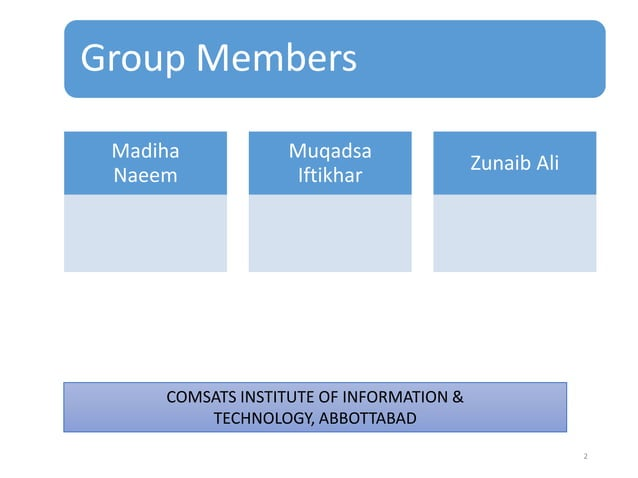 Group Members
Madiha
Naeem
Muqadsa
Iftikhar
Zunaib Ali
COMSATS INSTITUTE OF INFORMATION &
TECHNOLOGY, ABBOTTABAD
2